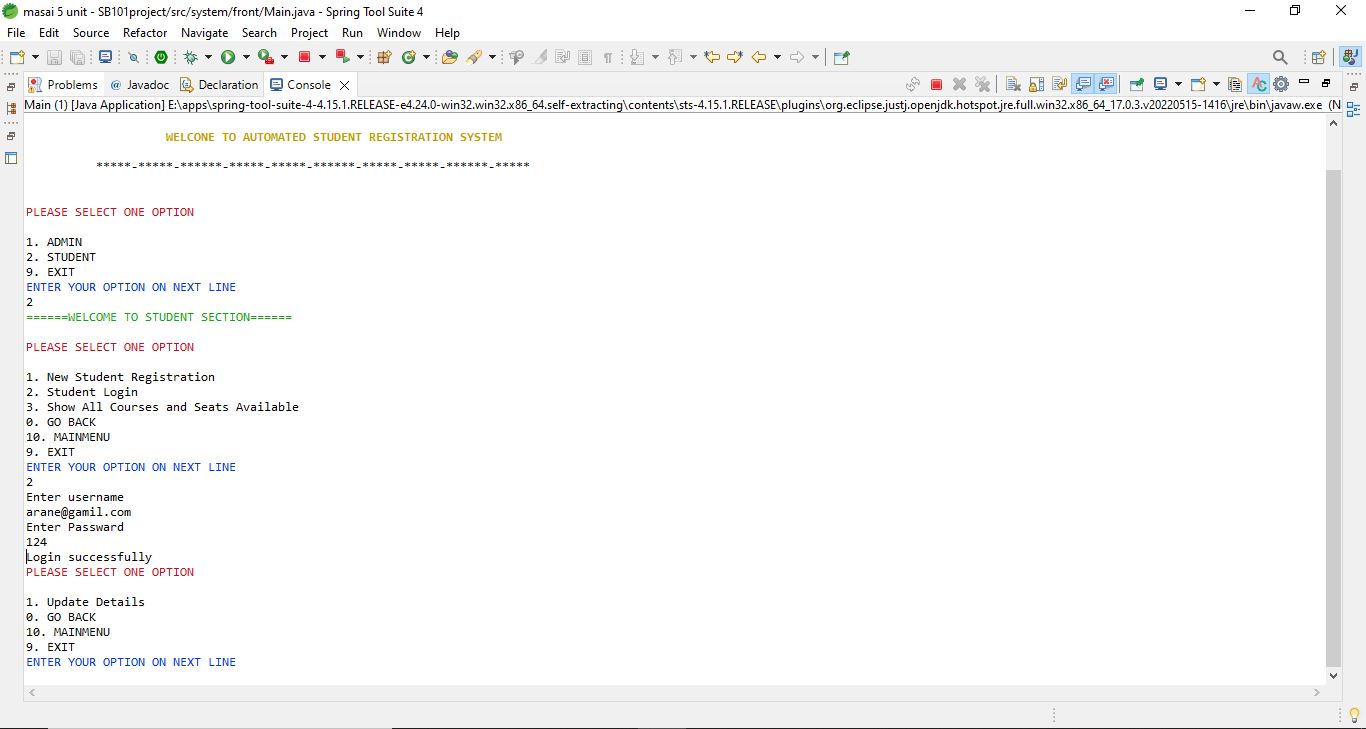 masai 5 unit - SB101project/src/system/front/Main.java - Spring Tool Suite 4
File Edit Source Refactor Navigate Search Project Run Window Help
Problems @ Javadoc Declaration Console
Main (1) [Java Application] E:\apps\spring-tool-suite-4-4.15.1.RELEASE-e4.24.0-win32.win32.x86_64.self-extracting\contents\sts-4.15.1.RELEASE\plugins\org.eclipse.justj.openjdk.hotspot.jre.full.win32.x86_64_17.0.3.v20220515-1416\jre\bin\javaw.exe (N
WELCONE TO AUTOMATED STUDENT REGISTRATION SYSTEM
*****-*****-******-*****-*****-******-*****-*****-******-*****
PLEASE SELECT ONE OPTION
1. ADMIN
2. STUDENT
9. EXIT
ENTER YOUR OPTION ON NEXT LINE
2
======WELCOME TO STUDENT SECTION======
PLEASE SELECT ONE OPTION
1. New Student Registration
2. Student Login
3. Show All Courses and Seats Available
0. GO BACK
10. MAINMENU
9. EXIT
ENTER YOUR OPTION ON NEXT LINE
2
Enter username
arane@gamil.com
Enter Passward
124
Login successfully
PLEASE SELECT ONE OPTION
1. Update Details
0. GO BACK
10. MAINMENU
9. EXIT
ENTER YOUR OPTION ON NEXT LINE